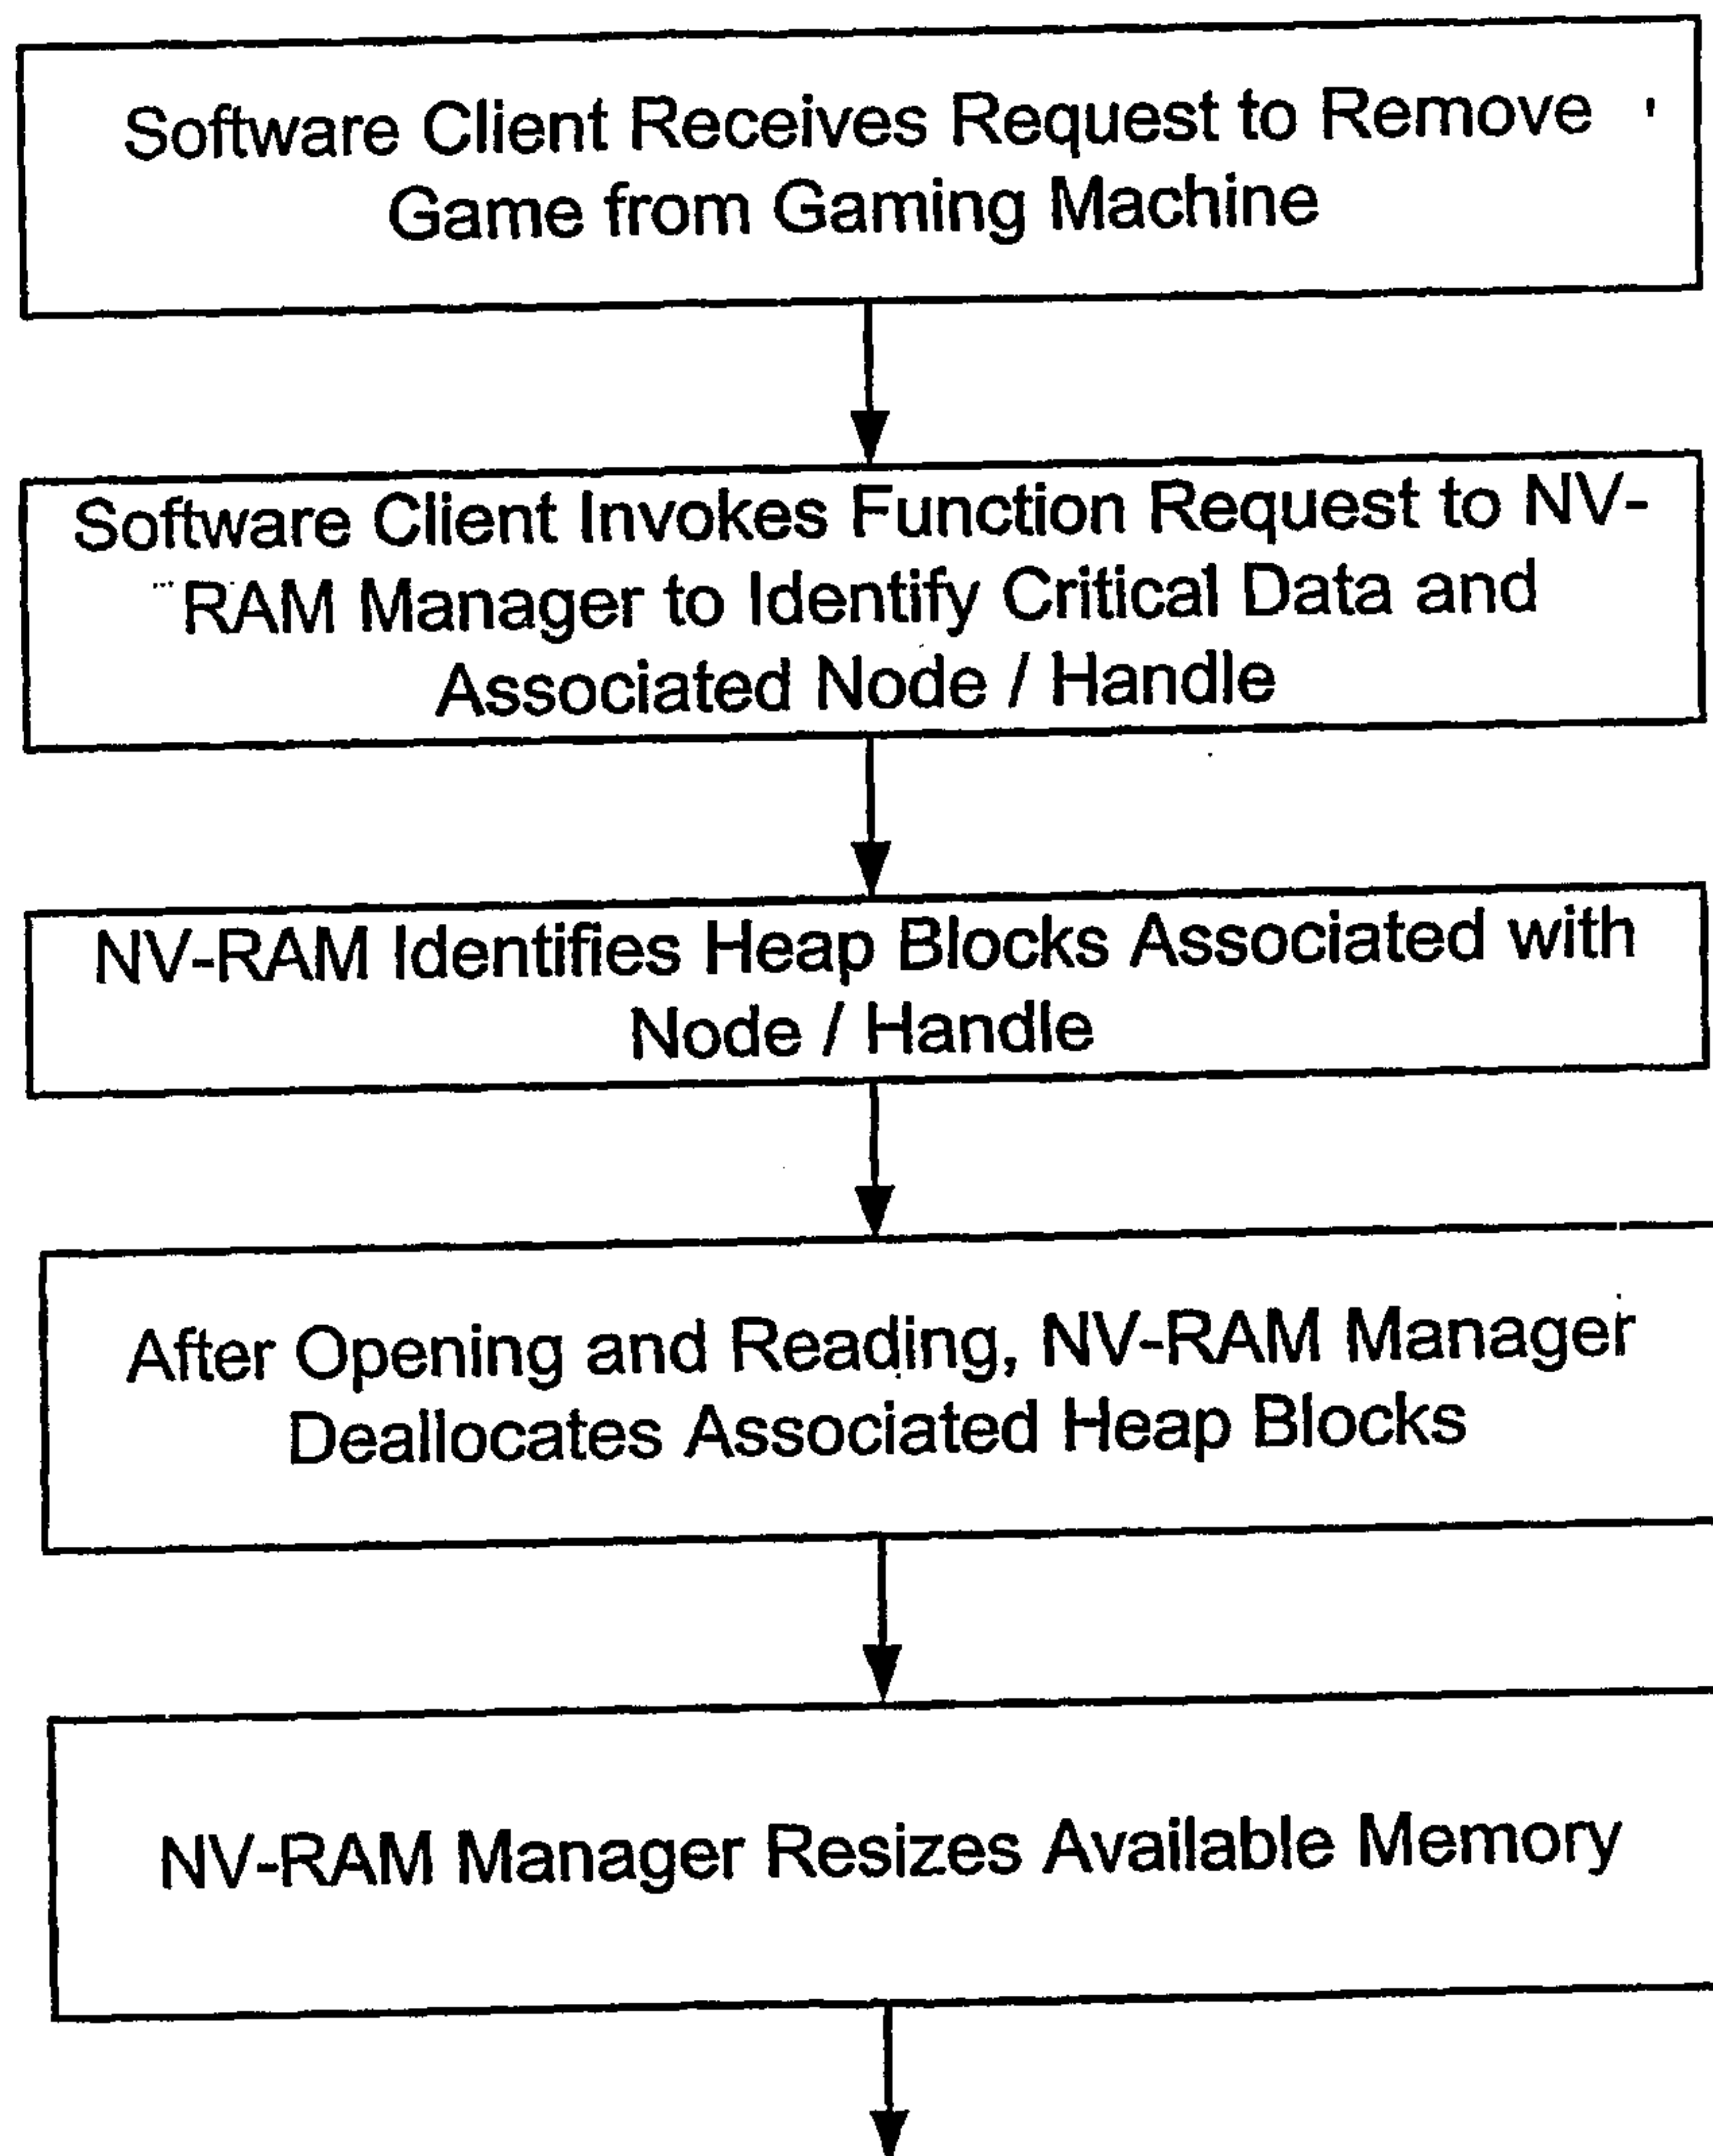 Software Client Receives Request to Remove
Game from Gaming Machine
Software Client Invokes Function Request to NV-
RAM Manager to Identify Critical Data and
Associated Node / Handle
NV-RAM Identifies Heap Blocks Associated with
Node / Handle
After Opening and Reading, NV-RAM Manager
Deallocates Associated Heap Blocks
NV-RAM Manager Resizes Available Memory